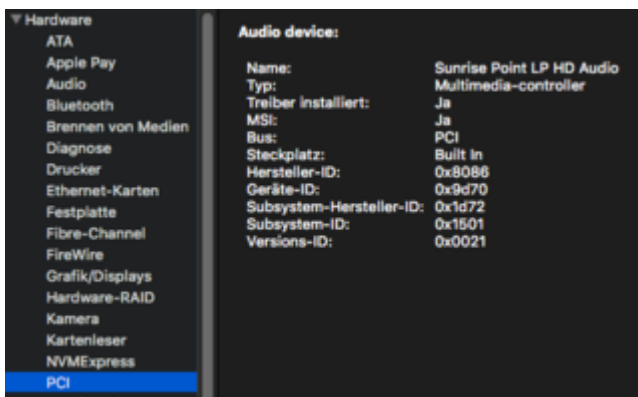 Hardware
ATA
Apple Pay
Audio
Bluetooth
Brennen von Medien
Diagnose
Drucker
Ethernet-Karten
Festplatte
Fibre-Channel
FireWire
Grafik/Displays
Hardware-RAID
Kamera
Kartenleser
NVMExpress
PCI
Audio device:
Name: Sunrise Point LP HD Audio
Typ: Multimedia-controller
Treiber installiert: Ja
MSI: Ja
Bus: PCI
Steckplatz: Built In
Hersteller-ID: 0x8086
Geräte-ID: 0x9d70
Subsystem-Hersteller-ID: 0x1d72
Subsystem-ID: 0x1501
Versions-ID: 0x0021